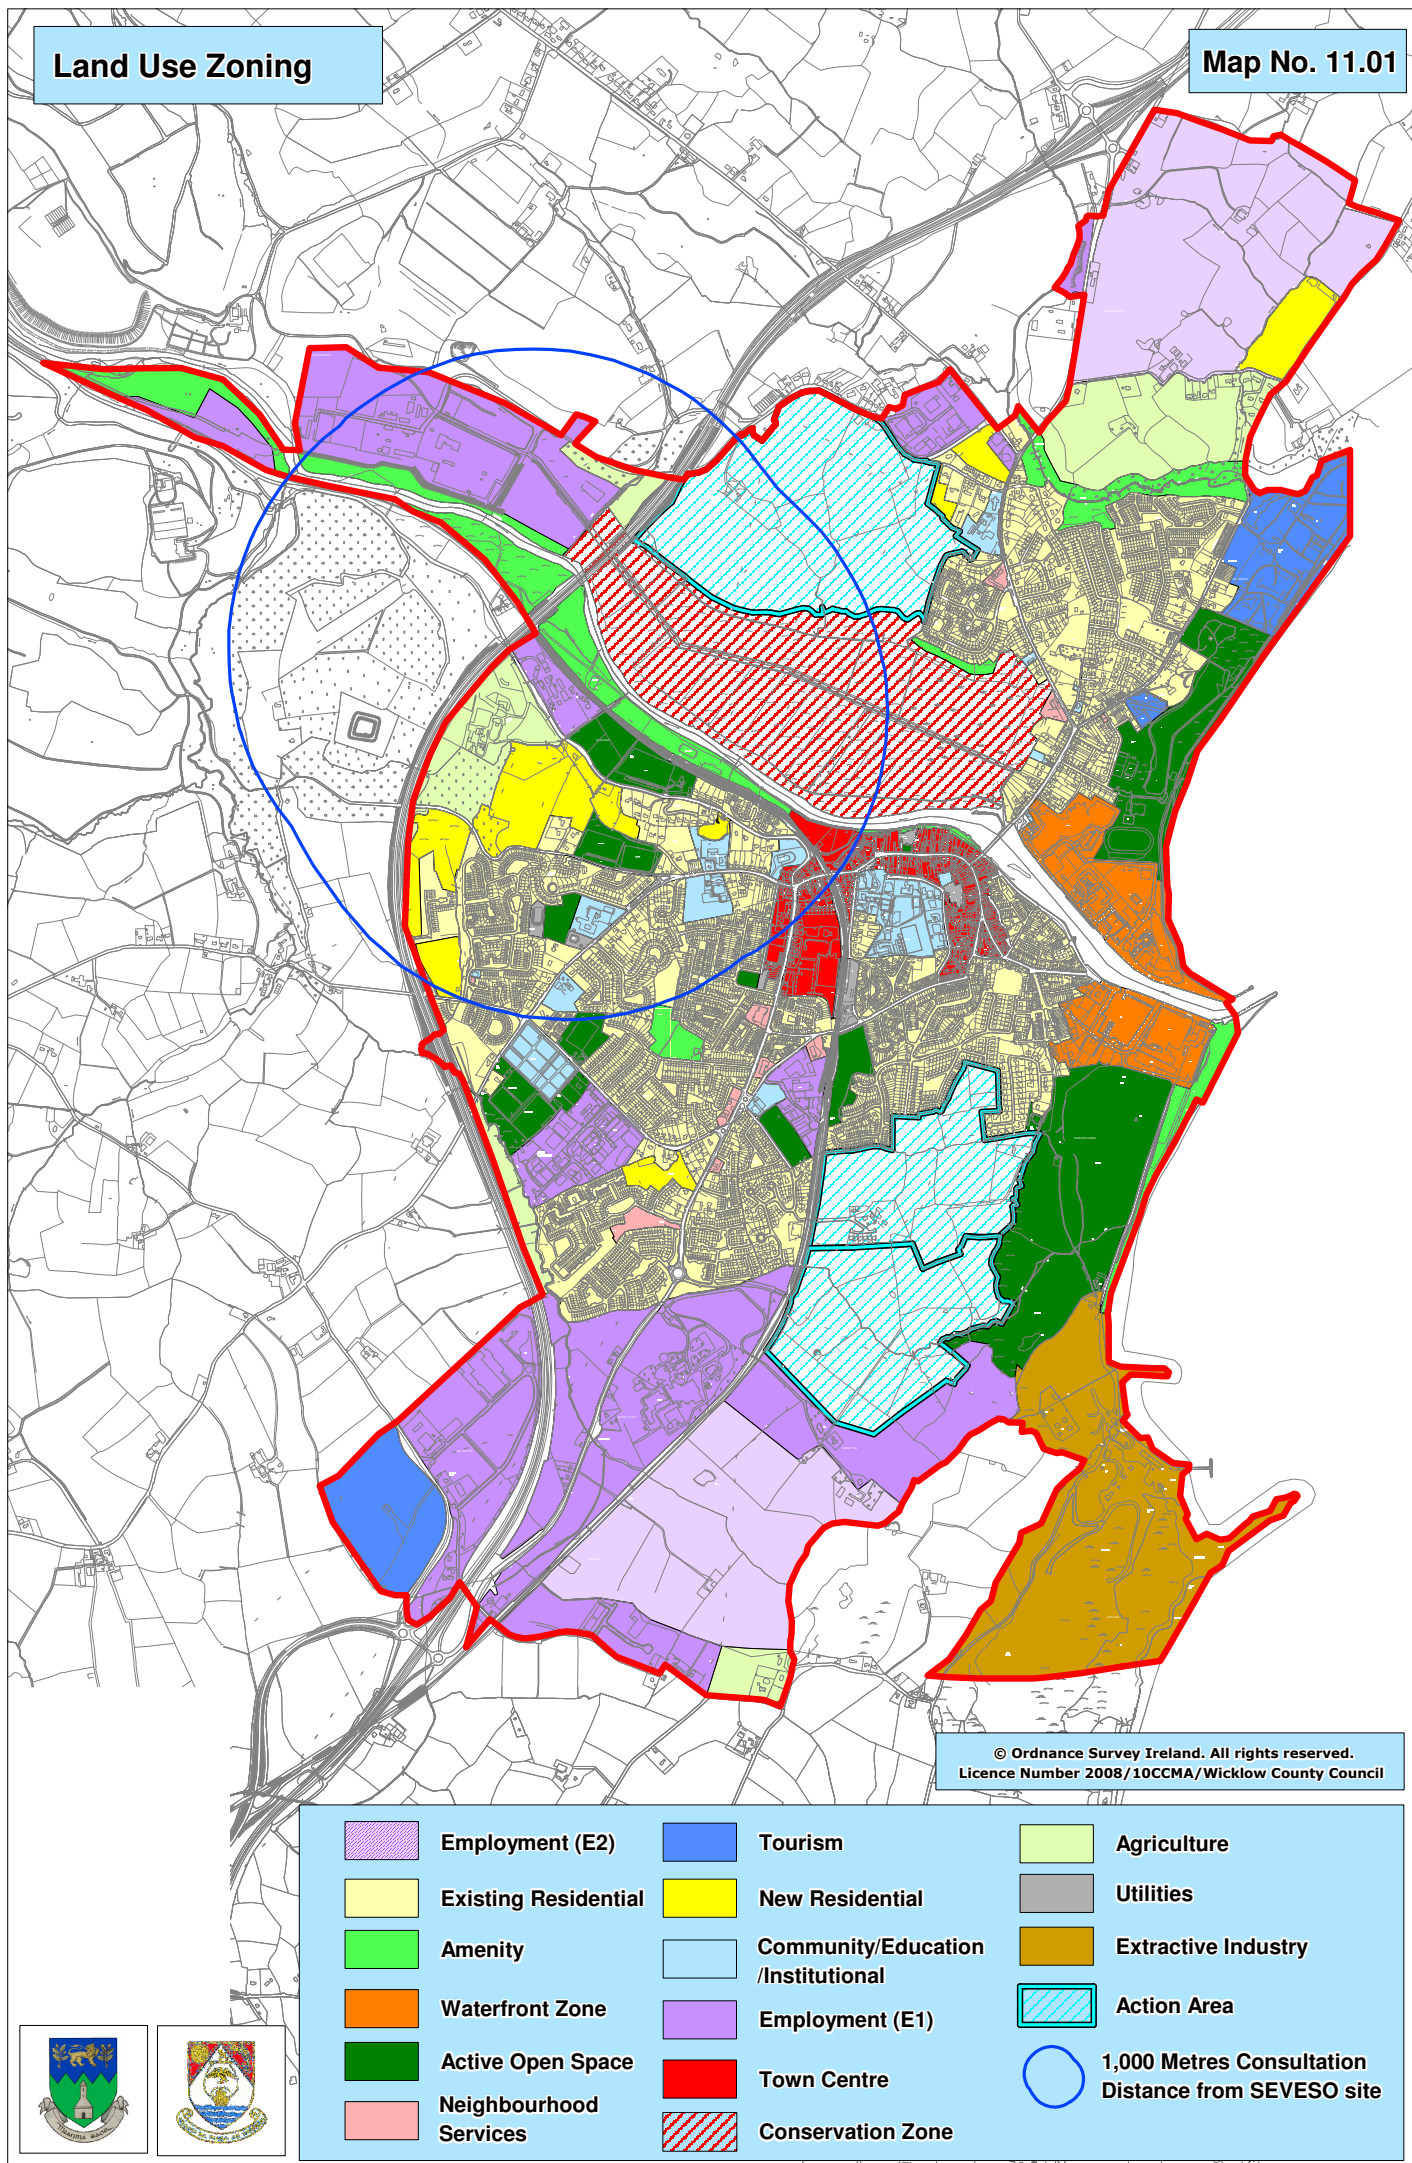 Land Use Zoning
Map No. 11.01
© Ordnance Survey Ireland. All rights reserved.
Licence Number 2008/10CCMA/Wicklow County Council
Employment (E2)
Existing Residential
Amenity
Waterfront Zone
Active Open Space
Neighbourhood
Services
Tourism
New Residential
Community/Education
/Institutional
Employment (E1)
Town Centre
Conservation Zone
Agriculture
Utilities
Extractive Industry
Action Area
1,000 Metres Consultation
Distance from SEVESO site